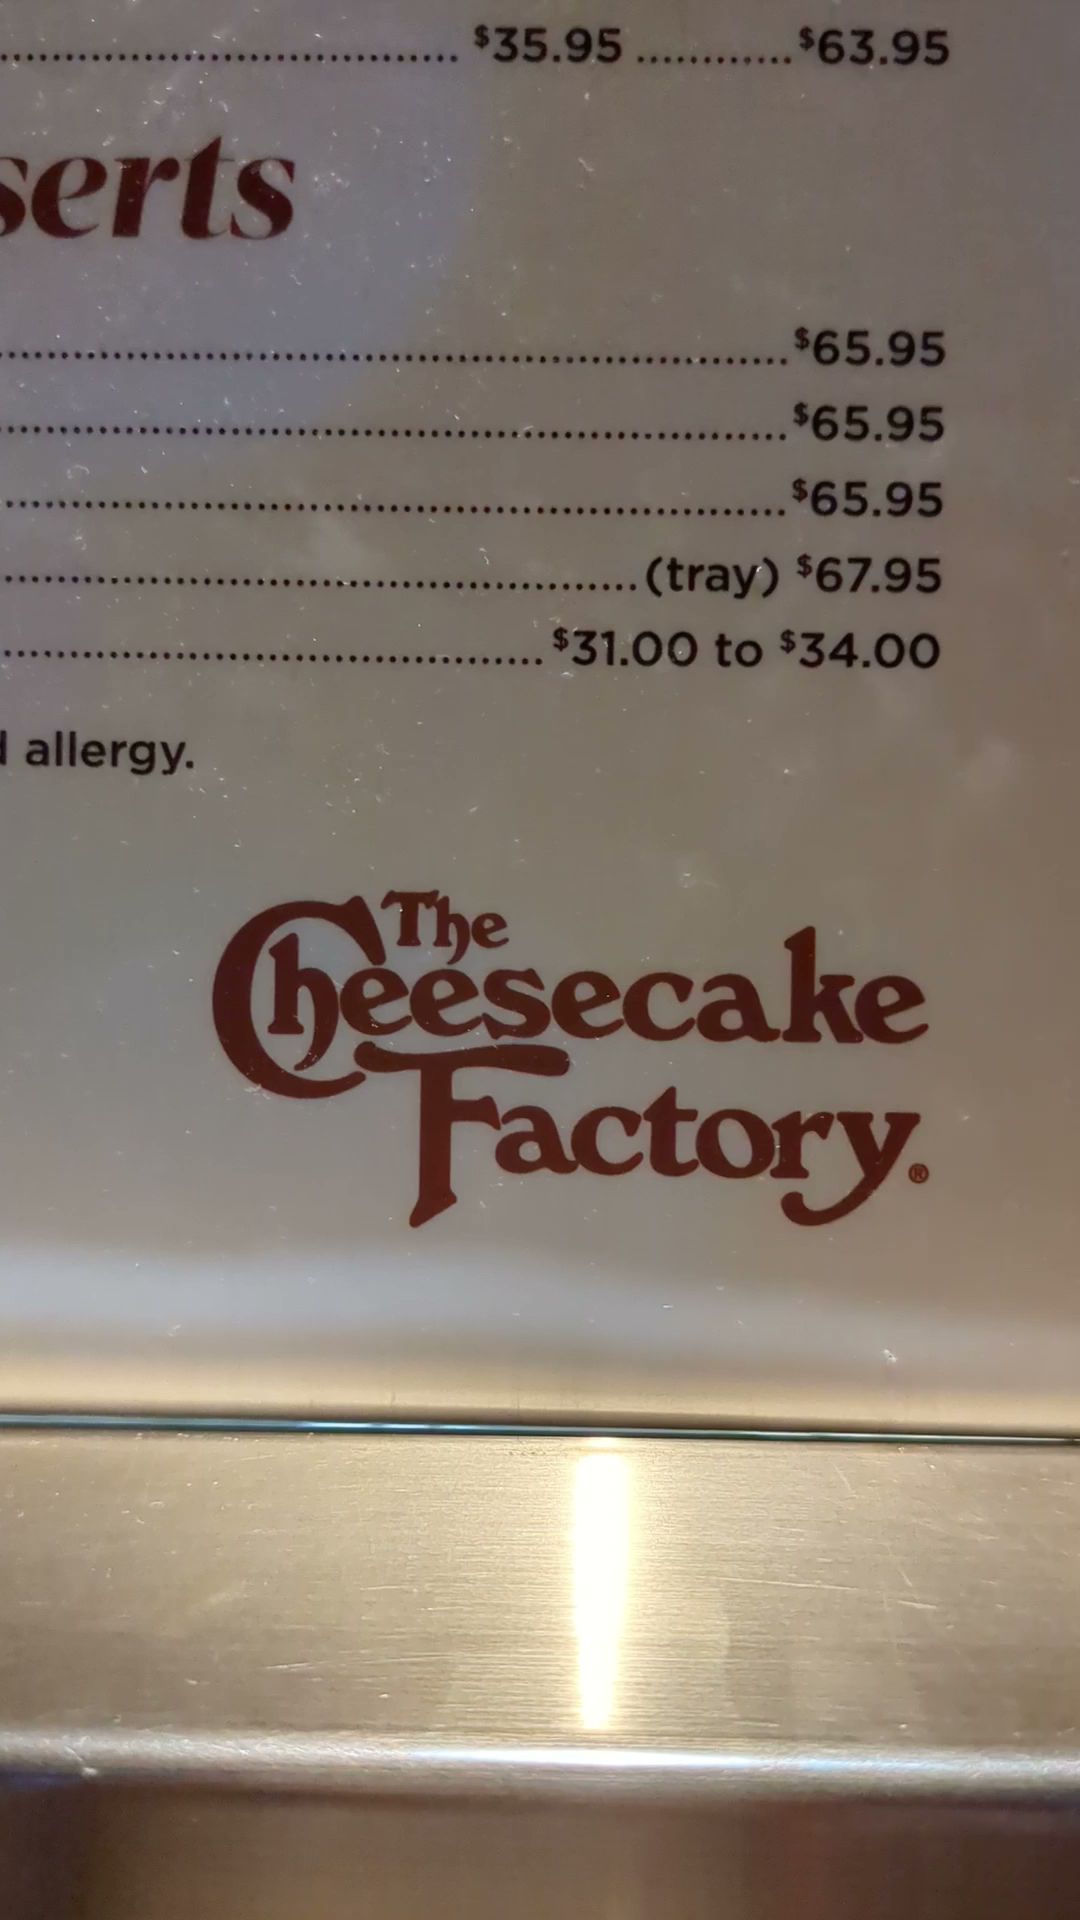 $35.95 ............ $63.95
serts
$65.95
$65.95
$65.95
(tray) $67.95
$31.00 to $34.00
allergy.
The
Cheesecake
Factory®